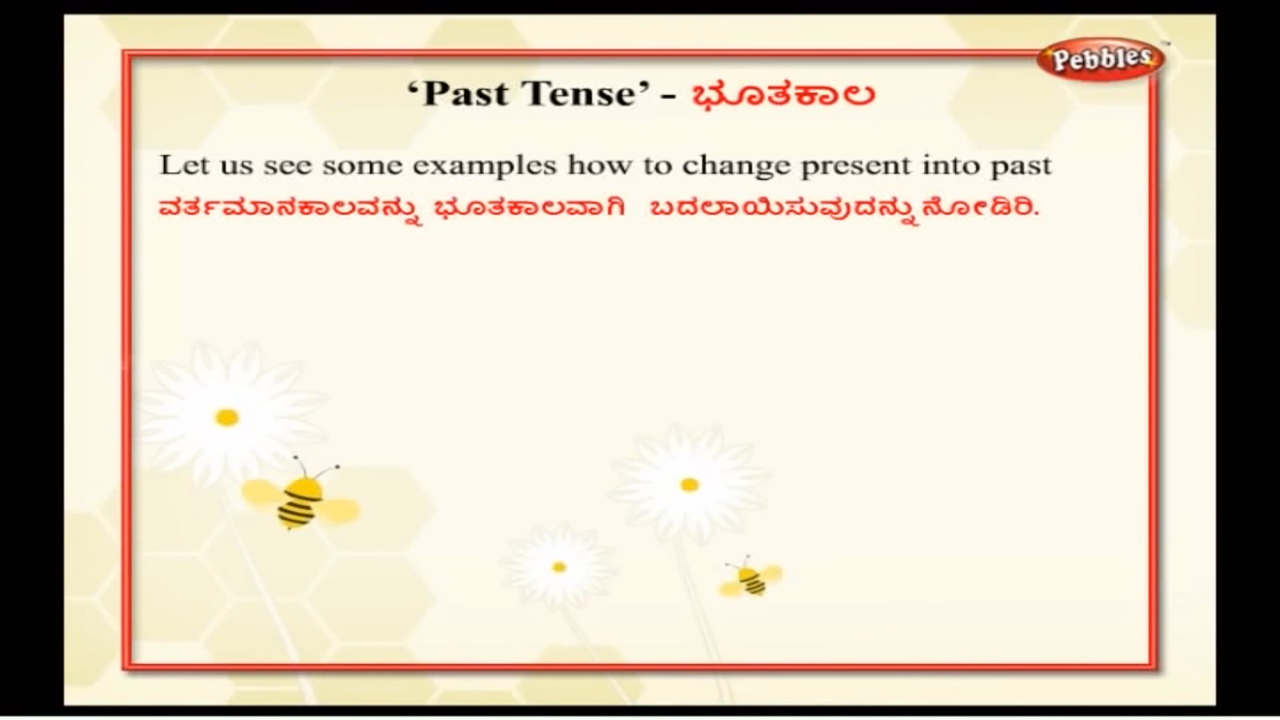 Pebbles™
‘Past Tense’ - ಭೂತಕಾಲ
Let us see some examples how to change present into past
ವರ್ತಮಾನಕಾಲವನ್ನು ಭೂತಕಾಲವಾಗಿ ಬದಲಾಯಿಸುವುದನ್ನು ನೋಡಿರಿ.